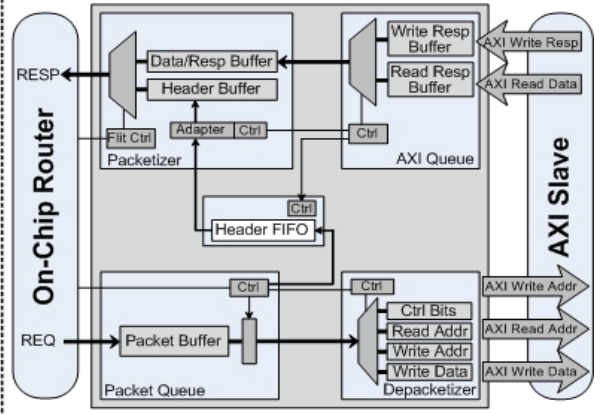 RESP
On-Chip Router
REQ
Data/Resp Buffer
Header Buffer
Flit Ctrl
Adapter
Ctrl
Packetizer
Write Resp
Buffer
Read Resp
Buffer
Ctrl
AXI Queue
AXI Write Resp
AXI Read Data
AXI Slave
Ctrl
Header FIFO
Ctrl
Packet Buffer
Packet Queue
Ctrl
Ctrl Bits
Read Addr
Write Addr
Write Data
Depacketizer
AXI Write Addr
AXI Read Addr
AXI Write Data